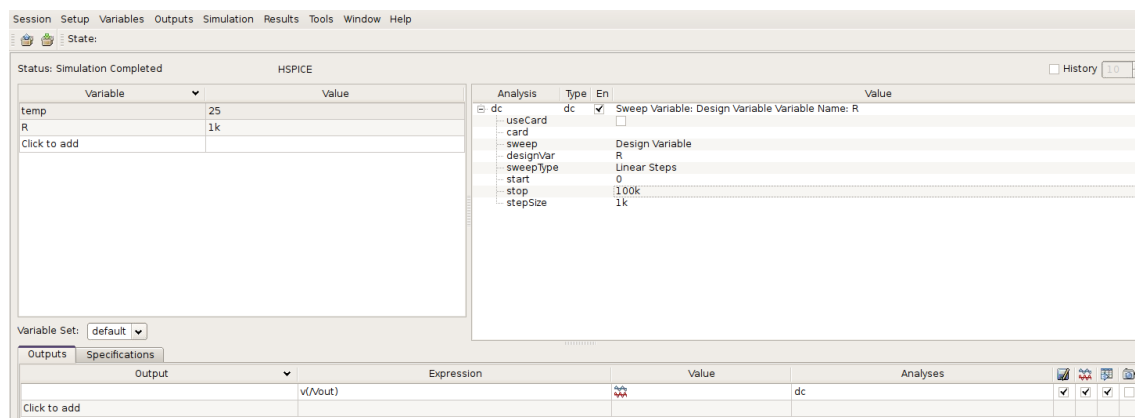 Session Setup Variables Outputs Simulation Results Tools Window Help
State:
Status: Simulation Completed HSPICE History 10
Variable Value
temp 25
R 1k
Click to add
Analysis Type En Value
dc dc Sweep Variable: Design Variable Variable Name: R
useCard
card
sweep Design Variable
designVar R
sweepType Linear Steps
start 0
stop 100k
stepSize 1k
Variable Set: default
Outputs Specifications
Output Expression Value Analyses
v(/Vout) dc
Click to add